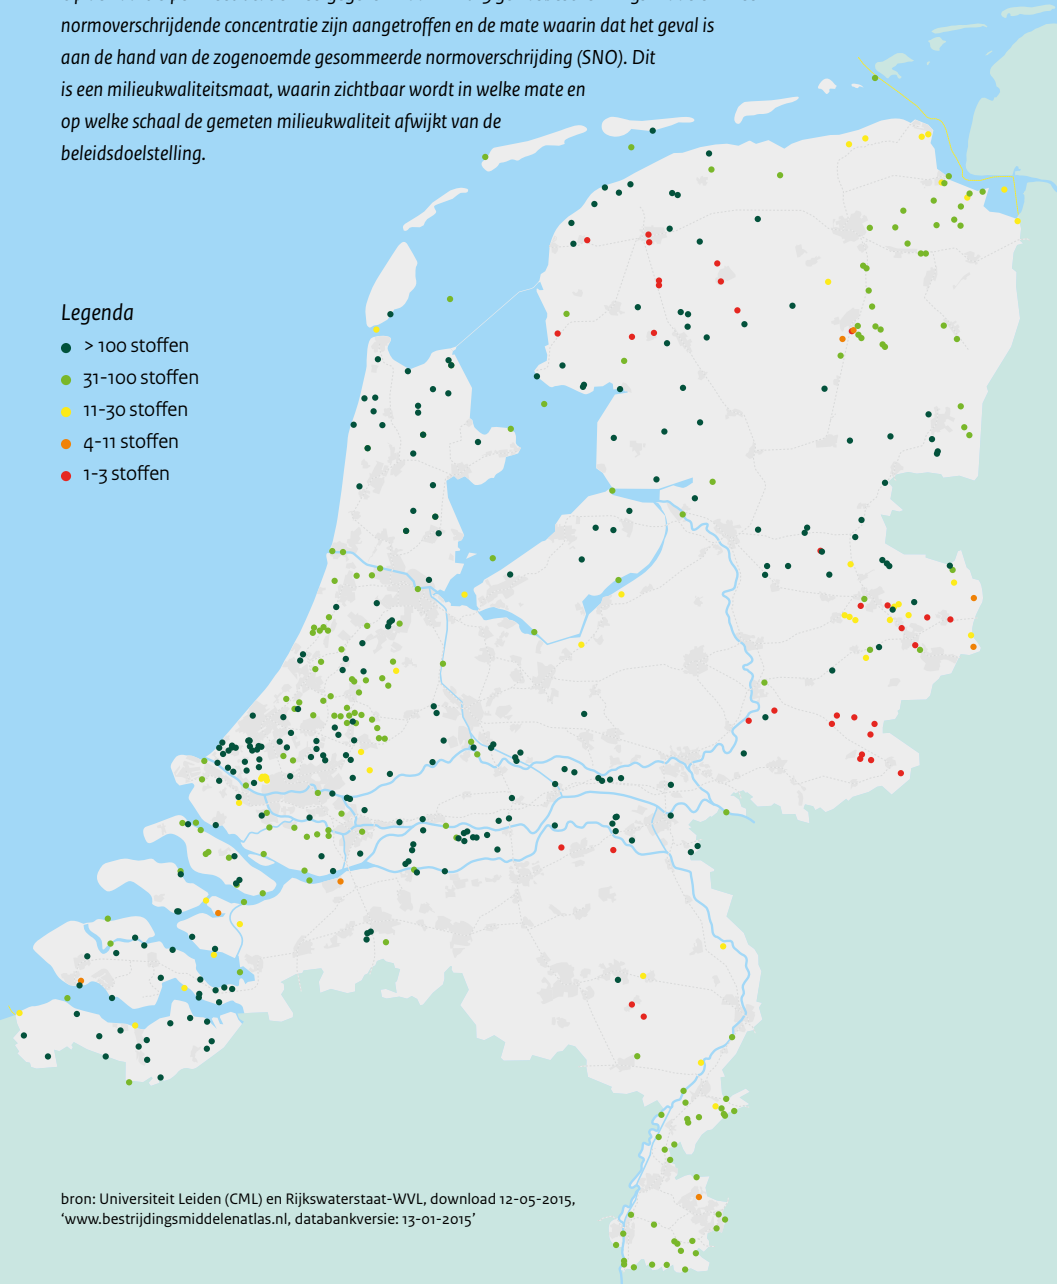 normoverschrijdende concentratie zijn aangetroffen en de mate waarin dat het geval is
aan de hand van de zogenoemde gesommeerde normoverschrijding (SNO). Dit
is een milieukwaliteitsmaat, waarin zichtbaar wordt in welke mate en
op welke schaal de gemeten milieukwaliteit afwijkt van de
beleidsdoelstelling.
Legenda
> 100 stoffen
31-100 stoffen
11-30 stoffen
4-11 stoffen
1-3 stoffen
bron: Universiteit Leiden (CML) en Rijkswaterstaat-WVL, download 12-05-2015,
‘www.bestrijdingsmiddelenatlas.nl, databankversie: 13-01-2015’